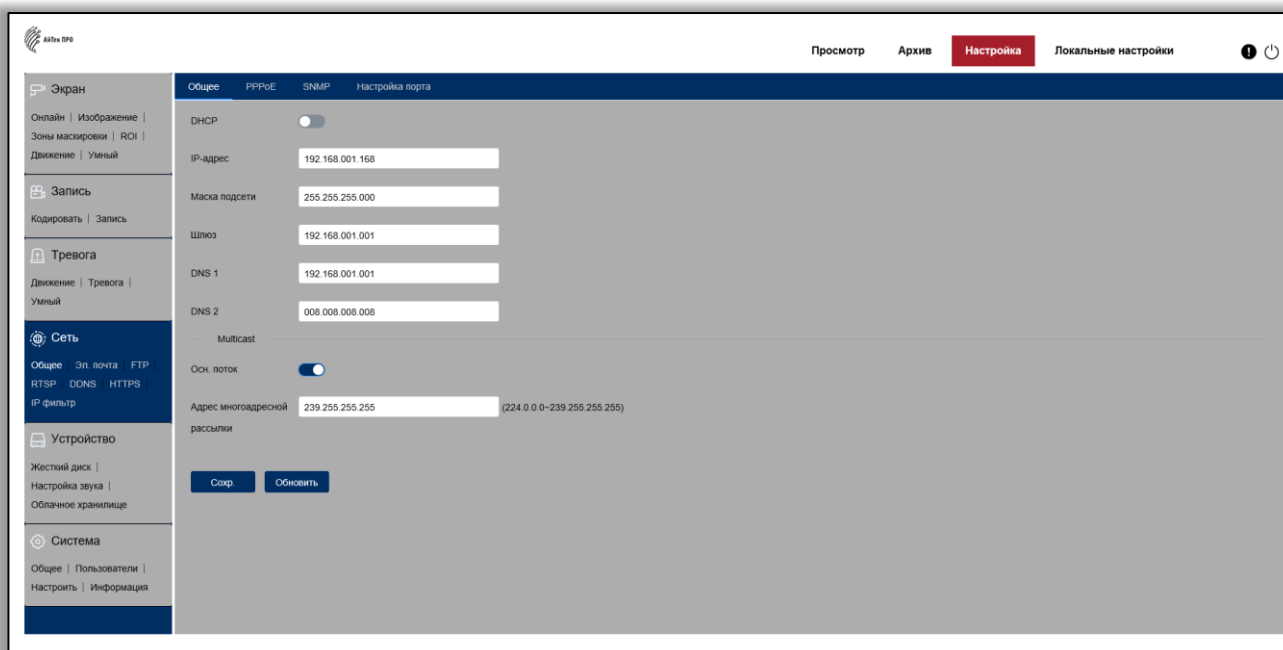 АйТек ПРО
Просмотр Архив Настройка Локальные настройки
Экран
Онлайн | Изображение |
Зоны маскировки | ROI |
Движение | Умный
Запись
Кодировать | Запись
Тревога
Движение | Тревога |
Умный
Сеть
Общее | Эл. почта | FTP |
RTSP | DDNS | HTTPS |
IP фильтр
Устройство
Жесткий диск |
Настройка звука |
Облачное хранилище
Система
Общее | Пользователи |
Настроить | Информация
Общее PPPoE SNMP Настройка порта
DHCP
IP-адрес 192.168.001.168
Маска подсети 255.255.255.000
Шлюз 192.168.001.001
DNS 1 192.168.001.001
DNS 2 008.008.008.008
Multicast
Осн. поток
Адрес многоадресной 239.255.255.255 (224.0.0.0~239.255.255.255)
рассылки
Сохр. Обновить